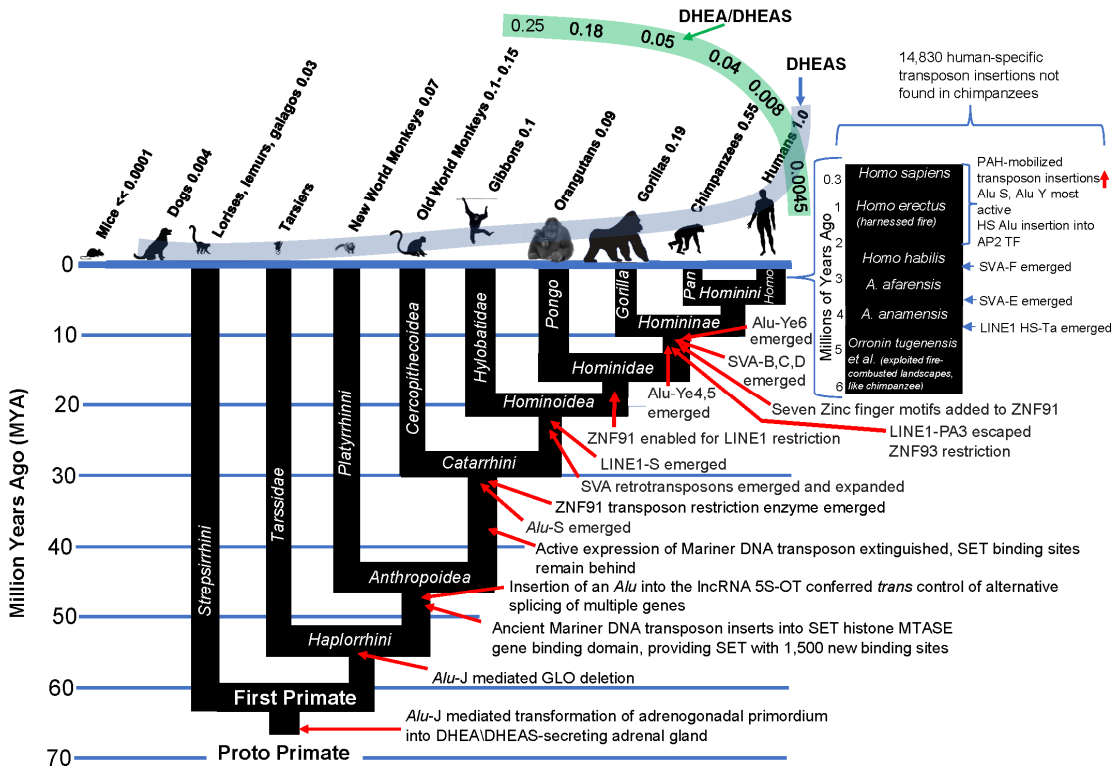 DHEA/DHEAS
0.25
0.18
0.05
0.04
0.008
0.0045
DHEAS
14,830 human-specific
transposon insertions not
found in chimpanzees
Mice << 0.0001
Dogs 0.004
Lorises, lemurs, galagos 0.03
Tarsiers
New World Monkeys 0.07
Old World Monkeys 0.1- 0.15
Gibbons 0.1
Orangutans 0.09
Gorillas 0.19
Chimpanzees 0.55
Humans 1.0
Millions of Years Ago
0.3
1
2
3
4
5
6
Homo sapiens
Homo erectus
(harnessed fire)
Homo habilis
A. afarensis
A. anamensis
Orronin tugenensis
et al. (exploited fire-
combusted landscapes,
like chimpanzee)
PAH-mobilized
transposon insertions
Alu S, Alu Y most
active
HS Alu insertion into
AP2 TF
SVA-F emerged
SVA-E emerged
LINE1 HS-Ta emerged
Million Years Ago (MYA)
0
10
20
30
40
50
60
70
Strepsirrhini
Tarssidae
Platyrrhinni
Cercopithecoidea
Hylobatidae
Pongo
Gorilla
Pan
Homo
Hominini
Homininae
Hominidae
Hominoidea
Catarrhini
Anthropoidea
Haplorrhini
First Primate
Proto Primate
Alu-Ye6
emerged
SVA-B,C,D
emerged
Alu-Ye4,5
emerged
Seven Zinc finger motifs added to ZNF91
LINE1-PA3 escaped
ZNF93 restriction
ZNF91 enabled for LINE1 restriction
LINE1-S emerged
SVA retrotransposons emerged and expanded
ZNF91 transposon restriction enzyme emerged
Alu-S emerged
Active expression of Mariner DNA transposon extinguished, SET binding sites
remain behind
Insertion of an Alu into the lncRNA 5S-OT conferred trans control of alternative
splicing of multiple genes
Ancient Mariner DNA transposon inserts into SET histone MTASE
gene binding domain, providing SET with 1,500 new binding sites
Alu-J mediated GLO deletion
Alu-J mediated transformation of adrenogonadal primordium
into DHEA\DHEAS-secreting adrenal gland